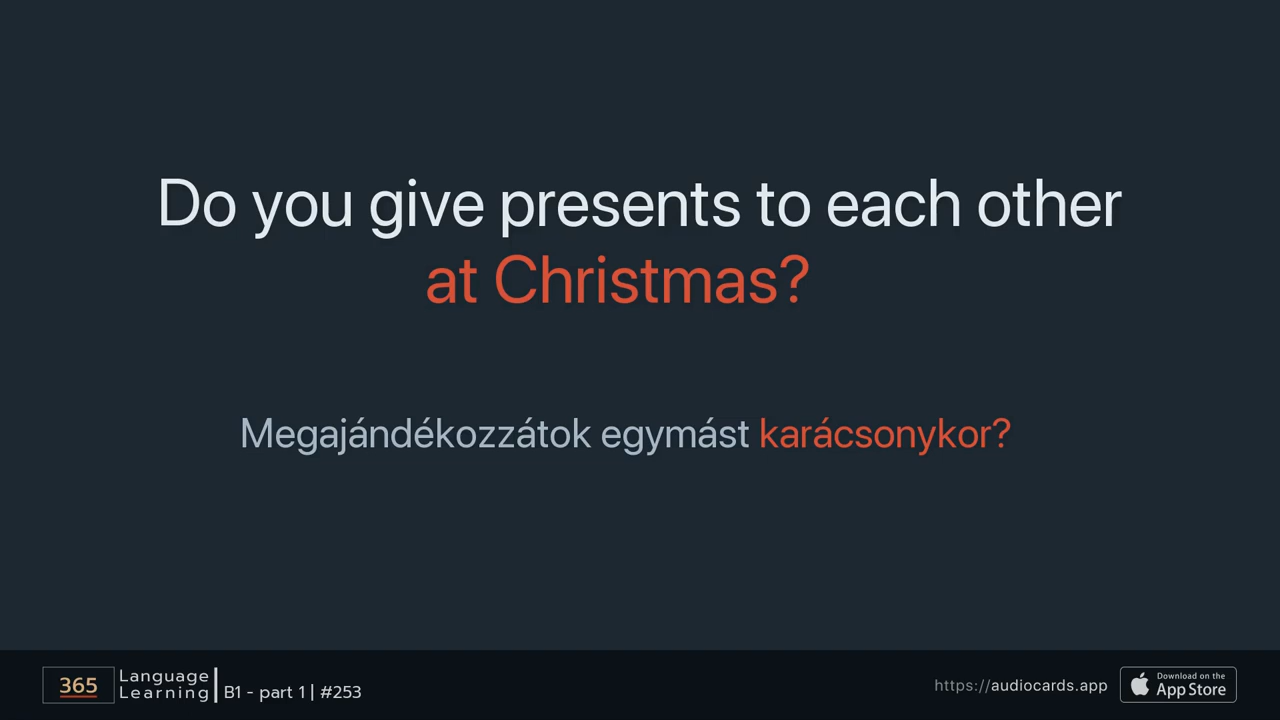 Do you give presents to each other
at Christmas?
Megajándékozzátok egymást karácsonykor?
365
Language
Learning
B1 - part 1 | #253
https://audiocards.app
Download on the
App Store